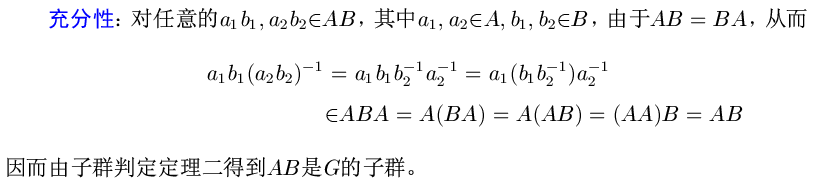 充分性：对任意的a₁b₁, a₂b₂∈AB，其中a₁, a₂∈A, b₁, b₂∈B，由于AB = BA，从而
a₁b₁(a₂b₂)⁻¹ = a₁b₁b₂⁻¹a₂⁻¹ = a₁(b₁b₂⁻¹)a₂⁻¹
∈ABA = A(BA) = A(AB) = (AA)B = AB
因而由子群判定定理二得到AB是G的子群。